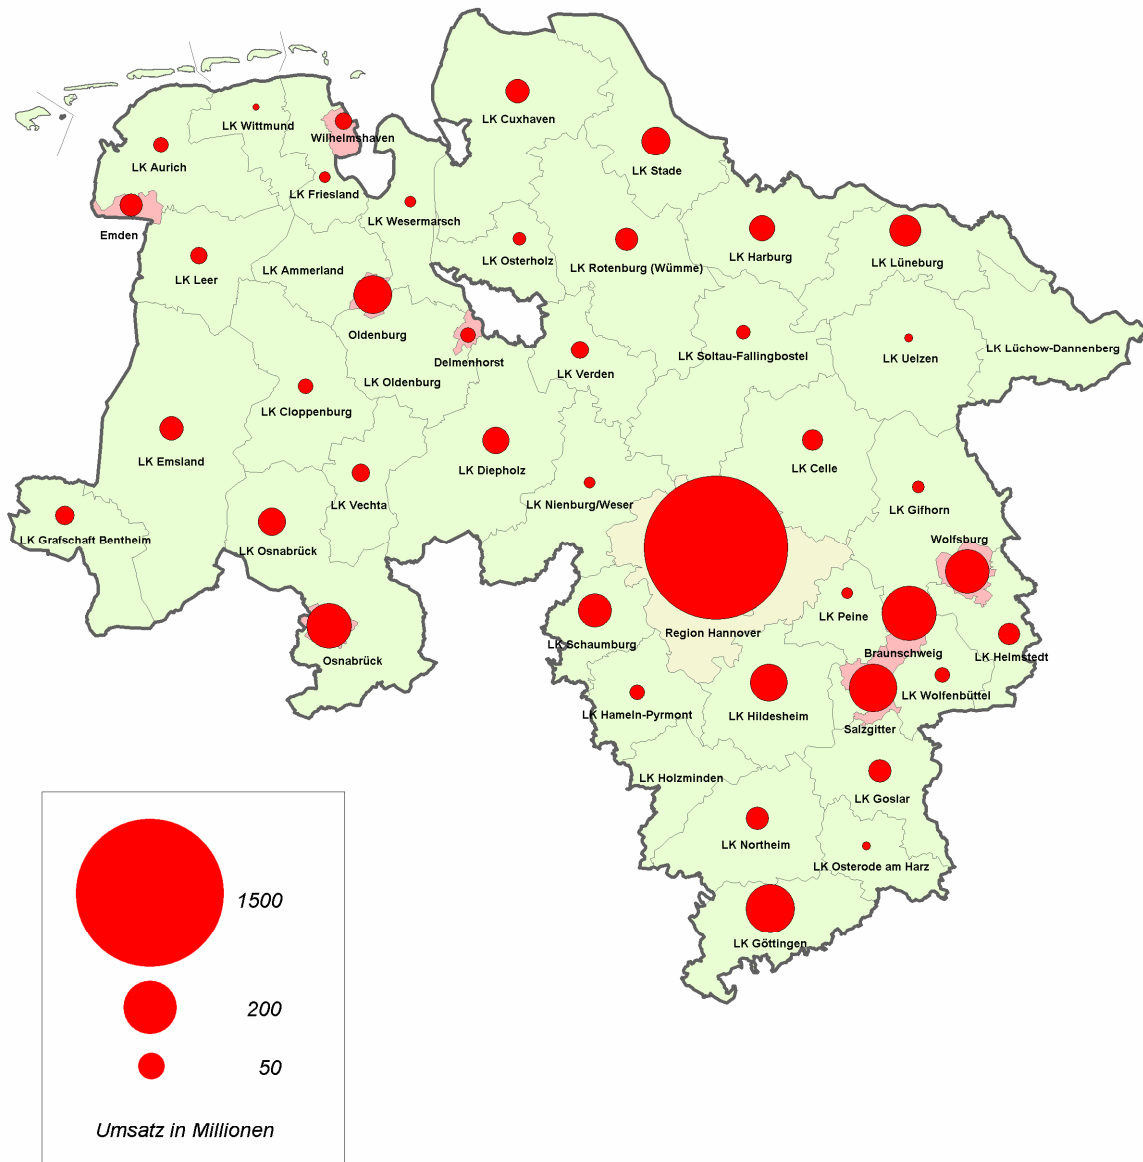 LK Cuxhaven
LK Wittmund
Wilhelmshaven
LK Aurich
LK Stade
LK Friesland
LK Wesermarsch
Emden
LK Osterholz
LK Rotenburg (Wümme)
LK Harburg
LK Lüneburg
LK Leer
LK Ammerland
Oldenburg
Delmenhorst
LK Soltau-Fallingbostel
LK Uelzen
LK Lüchow-Dannenberg
LK Verden
LK Oldenburg
LK Cloppenburg
LK Emsland
LK Diepholz
LK Celle
LK Vechta
LK Nienburg/Weser
LK Gifhorn
LK Grafschaft Bentheim
LK Osnabrück
Wolfsburg
LK Peine
Region Hannover
LK Schaumburg
Osnabrück
Braunschweig
LK Helmstedt
LK Wolfenbüttel
LK Hameln-Pyrmont
LK Hildesheim
Salzgitter
LK Holzminden
LK Goslar
LK Northeim
LK Osterode am Harz
LK Göttingen
1500
200
50
Umsatz in Millionen